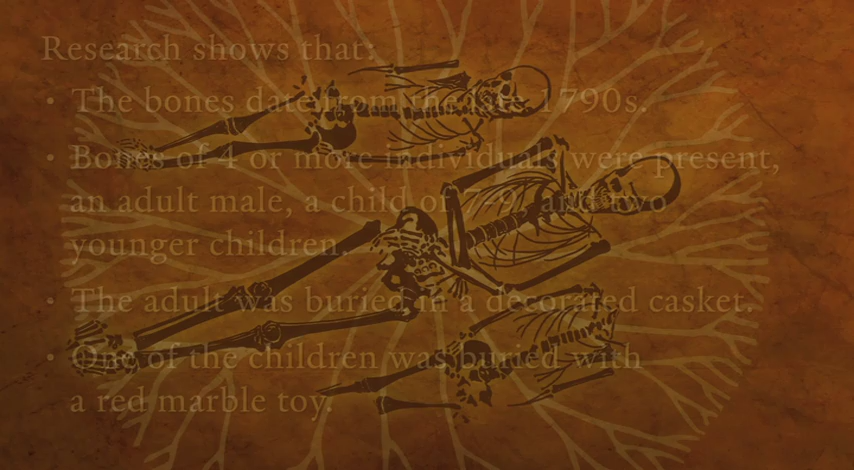 Research shows that:
• The bones date from the 1790s.
• Bones of 4 or more individuals were present,
an adult male, a child of 7-9 and
younger children.
• The adult was buried in a decorated casket.
• One of the children was buried with
a red marble toy.